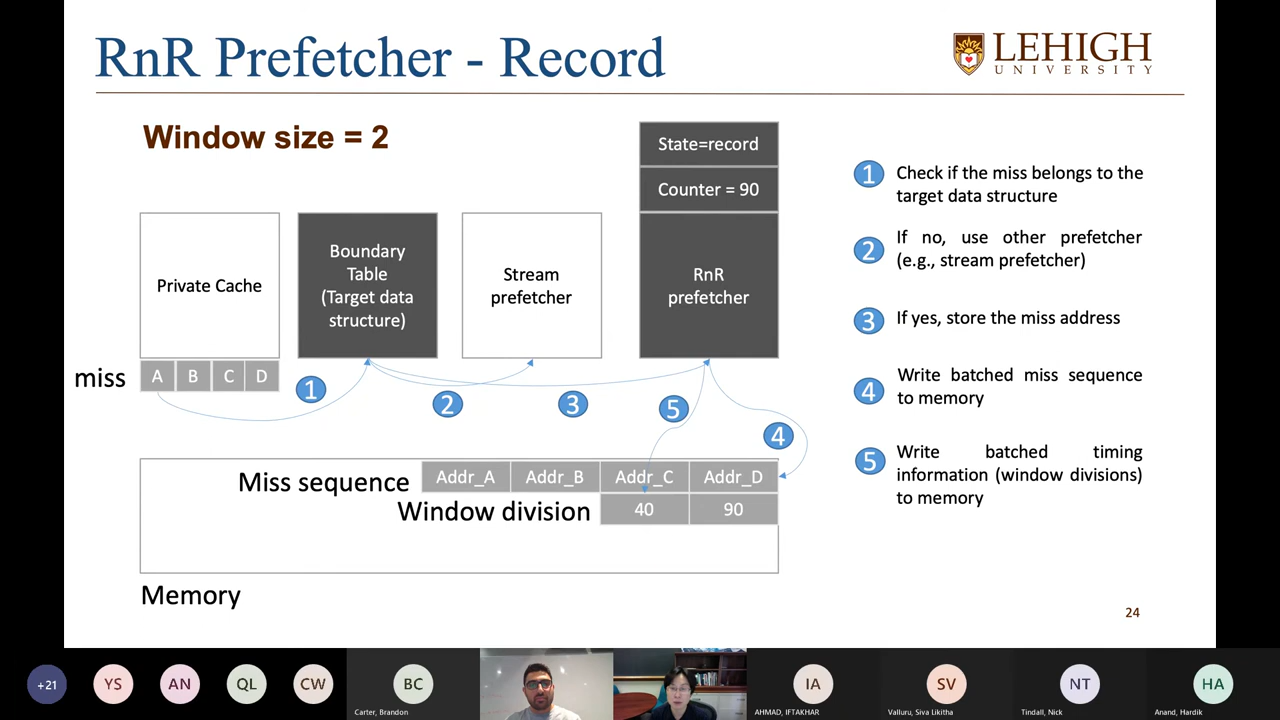 RnR Prefetcher - Record
LEHIGH
UNIVERSITY
Window size = 2
State=record
Counter = 90
Private Cache
Boundary
Table
(Target data
structure)
Stream
prefetcher
RnR
prefetcher
miss
A B C D
1
2
3
5
4
Miss sequence
Addr_A Addr_B Addr_C Addr_D
Window division
40 90
Memory
1 Check if the miss belongs to the
target data structure
2 If no, use other prefetcher
(e.g., stream prefetcher)
3 If yes, store the miss address
4 Write batched miss sequence
to memory
5 Write batched timing
information (window divisions)
to memory
24
+21
YS
AN
QL
CW
BC
Carter, Brandon
IA
AHMAD, IFTAKHAR
SV
Valluru, Siva Likitha
NT
Tindall, Nick
HA
Anand, Hardik